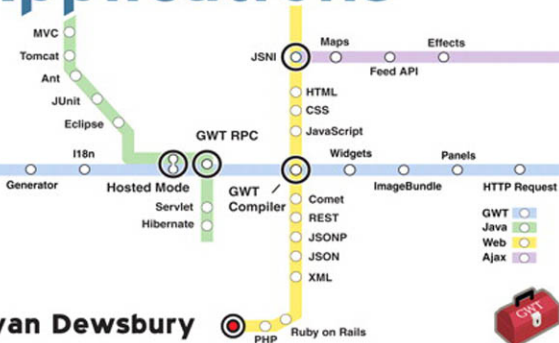 Applications
MVC
Tomcat
Ant
JUnit
Eclipse
JSNI
Maps
Feed API
Effects
HTML
CSS
JavaScript
GWT RPC
Generator
I18n
Hosted Mode
GWT
Compiler
Widgets
ImageBundle
Panels
HTTP Request
Servlet
Hibernate
Comet
REST
JSONP
JSON
XML
GWT
Java
Web
Ajax
yan Dewsbury
PHP
Ruby on Rails
GWT